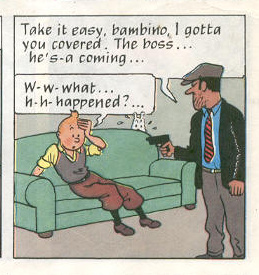 Take it easy, bambino, I gotta
you covered. The boss...
he's-a coming...
W-w-what...
h-h-happened?...